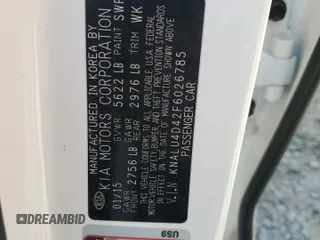 MANUFACTURED IN KOREA BY
KIA MOTORS CORPORATION
01/15 GVWR 5622 LB PAINT SWP
GAWR FRONT 2756 LB GAWR REAR 2976 LB TRIM WK
THIS VEHICLE CONFORMS TO ALL APPLICABLE U.S.A. FEDERAL
MOTOR VEHICLE SAFETY, BUMPER, AND THEFT PREVENTION STANDARDS
IN EFFECT ON THE DATE OF MANUFACTURE SHOWN ABOVE.
V.I.N KNALU4D42F6026785
PASSENGER CAR
KIA
US9
DREAMBID